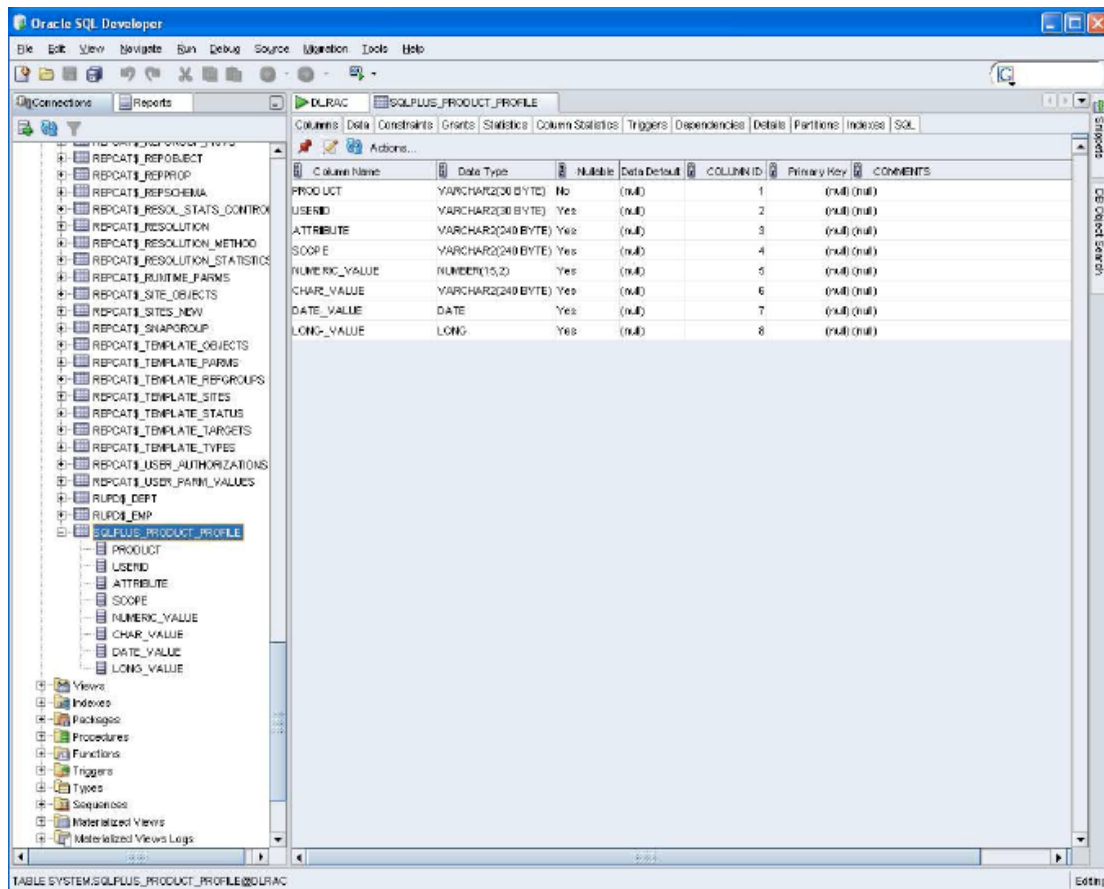 Oracle SQL Developer
File Edit View Navigate Run Debug Source Migration Tools Help
Connections Reports
REPCAT$_REPOBJECT
REPCAT$_REPPROP
REPCAT$_REPSCHEMA
REPCAT$_RESOL_STATS_CONTROL
REPCAT$_RESOLUTION
REPCAT$_RESOLUTION_METHOD
REPCAT$_RESOLUTION_STATISTICS
REPCAT$_RUNTIME_PARMS
REPCAT$_SITE_OBJECTS
REPCAT$_SITES_NEW
REPCAT$_SNAPGROUP
REPCAT$_TEMPLATE_OBJECTS
REPCAT$_TEMPLATE_PARMS
REPCAT$_TEMPLATE_REFGROUPS
REPCAT$_TEMPLATE_SITES
REPCAT$_TEMPLATE_STATUS
REPCAT$_TEMPLATE_TARGETS
REPCAT$_TEMPLATE_TYPES
REPCAT$_USER_AUTHORIZATIONS
REPCAT$_USER_PARM_VALUES
RUPD$_DEPT
RUPD$_EMP
SQLPLUS_PRODUCT_PROFILE
PRODUCT
USERID
ATTRIBUTE
SCOPE
NUMERIC_VALUE
CHAR_VALUE
DATE_VALUE
LONG_VALUE
Views
Indexes
Packages
Procedures
Functions
Triggers
Types
Sequences
Materialized Views
Materialized Views Logs
DLRAC SQLPLUS_PRODUCT_PROFILE
Columns Data Constraints Grants Statistics Column Statistics Triggers Dependencies Details Partitions Indexes SQL
Actions...
Column Name Data Type Nullable Data Default COLUMN ID Primary Key COMMENTS
PRODUCT VARCHAR2(30 BYTE) No (null) 1 (null) (null)
USERID VARCHAR2(30 BYTE) Yes (null) 2 (null) (null)
ATTRIBUTE VARCHAR2(240 BYTE) Yes (null) 3 (null) (null)
SCOPE VARCHAR2(240 BYTE) Yes (null) 4 (null) (null)
NUMERIC_VALUE NUMBER(15,2) Yes (null) 5 (null) (null)
CHAR_VALUE VARCHAR2(240 BYTE) Yes (null) 6 (null) (null)
DATE_VALUE DATE Yes (null) 7 (null) (null)
LONG_VALUE LONG Yes (null) 8 (null) (null)
Snippets
DB Object Search
TABLE SYSTEM.SQLPLUS_PRODUCT_PROFILE@DLRAC
Editing